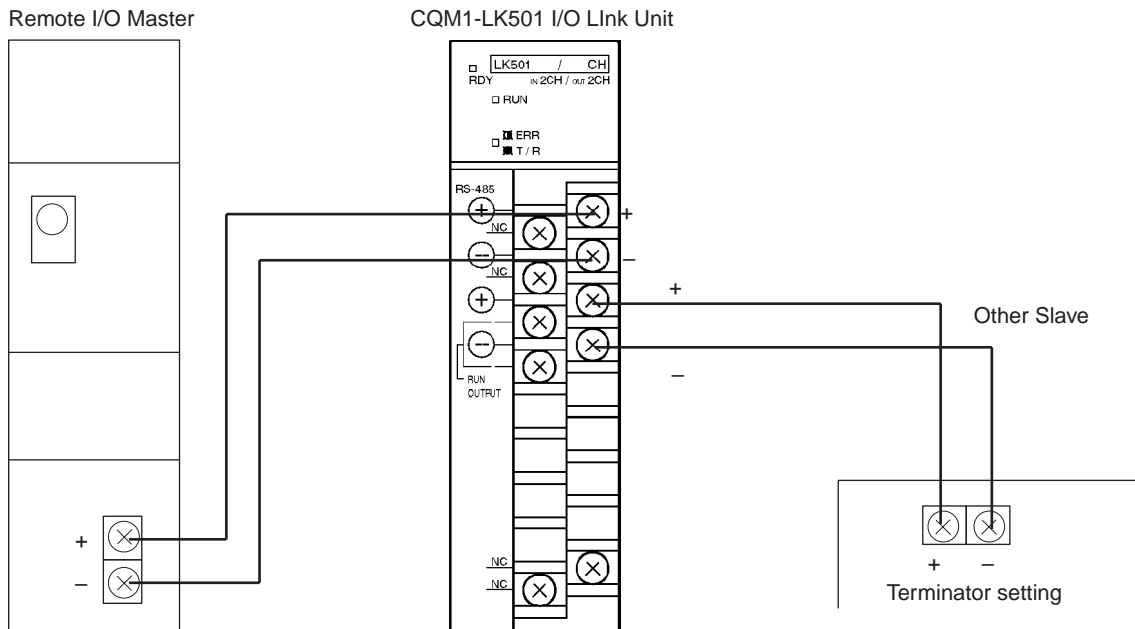 Remote I/O Master
CQM1-LK501 I/O LInk Unit
LK501 / CH
RDY IN 2CH / OUT 2CH
RUN
ERR
T / R
RS-485
+
+
NC
−
−
NC
+
+
Other Slave
−
−
RUN
OUTPUT
+
−
NC
NC
+ −
Terminator setting